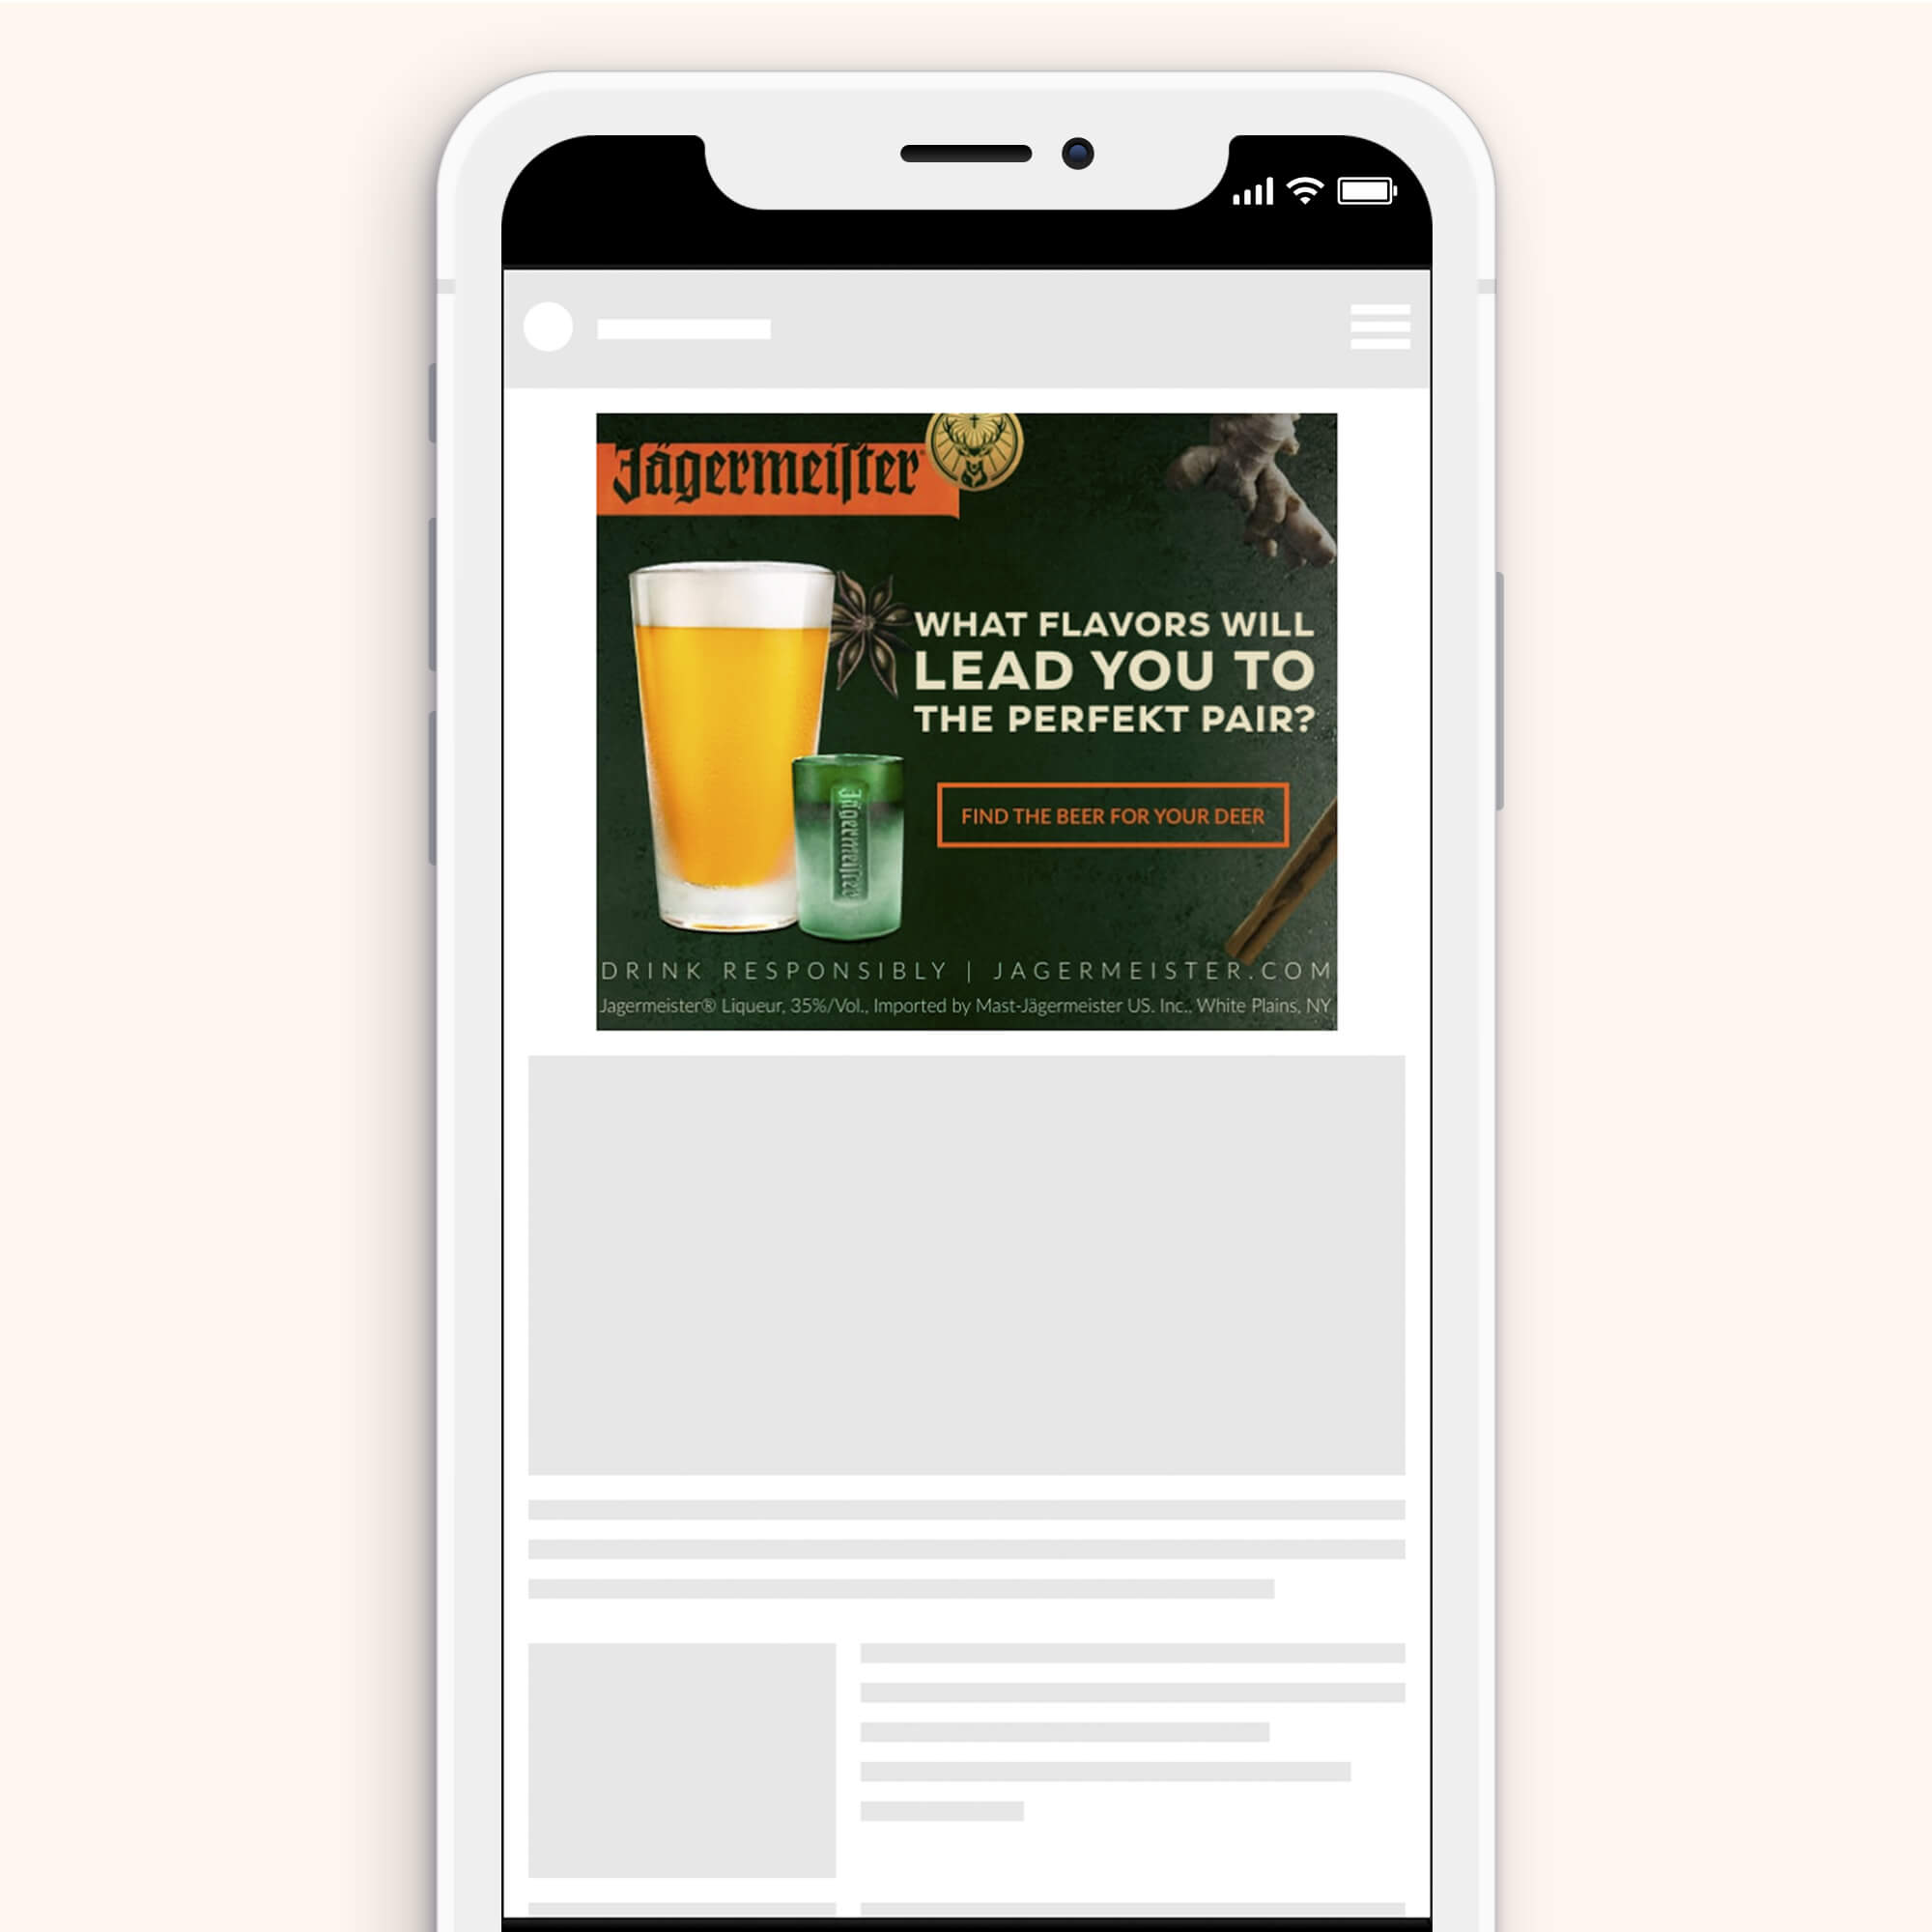 Jägermeiſter
WHAT FLAVORS WILL
LEAD YOU TO
THE PERFEKT PAIR?
Jägermeiſter
FIND THE BEER FOR YOUR DEER
DRINK RESPONSIBLY | JAGERMEISTER.COM
Jagermeister® Liqueur, 35%/Vol., Imported by Mast-Jägermeister US. Inc., White Plains, NY